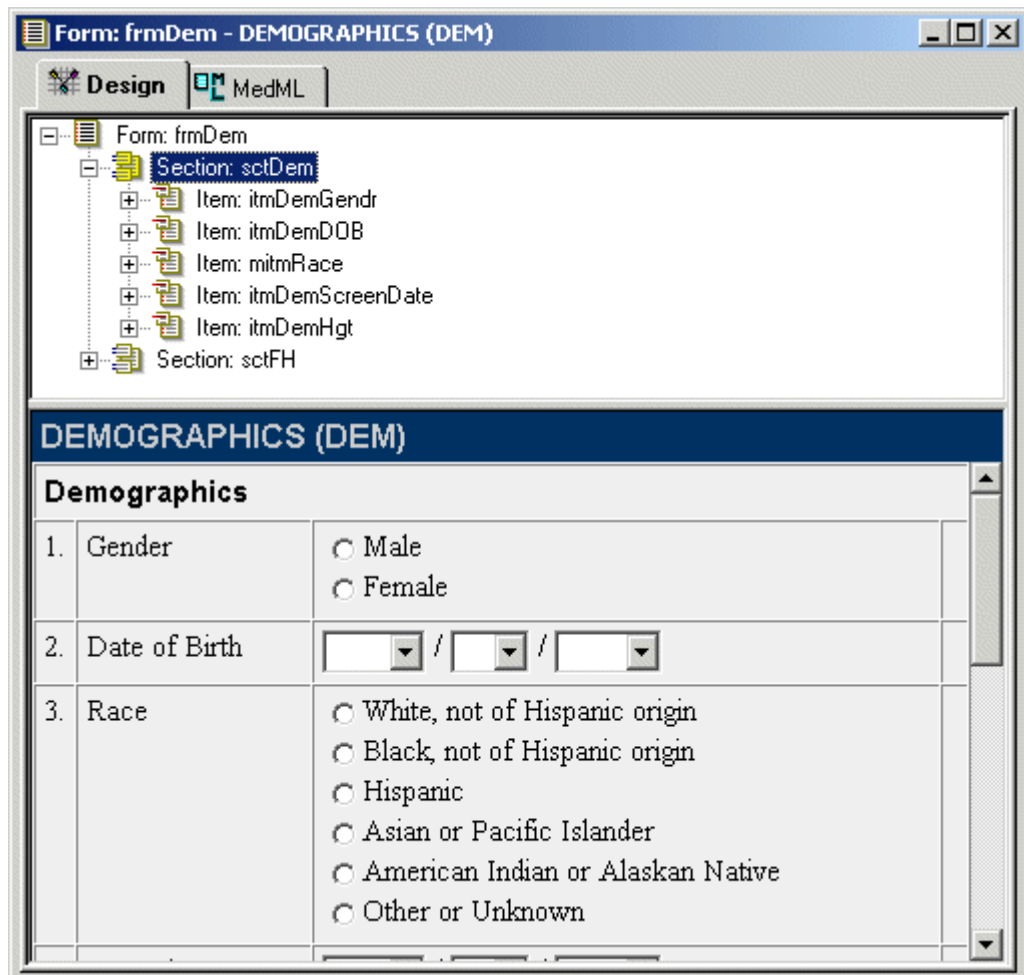 Form: frmDem - DEMOGRAPHICS (DEM)
Design MedML
Form: frmDem
Section: sctDem
Item: itmDemGendr
Item: itmDemDOB
Item: mitmRace
Item: itmDemScreenDate
Item: itmDemHgt
Section: sctFH
DEMOGRAPHICS (DEM)
Demographics
1. Gender Male
Female
2. Date of Birth / /
3. Race White, not of Hispanic origin
Black, not of Hispanic origin
Hispanic
Asian or Pacific Islander
American Indian or Alaskan Native
Other or Unknown